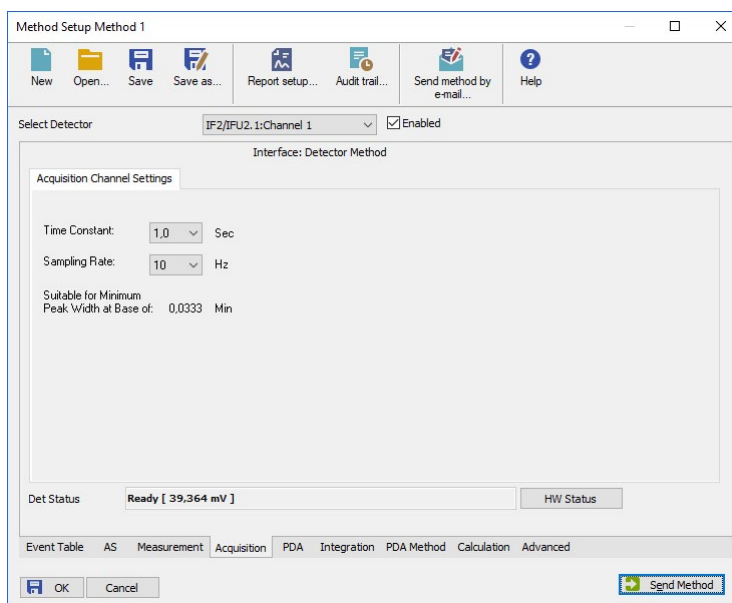 Method Setup Method 1
New Open... Save Save as... Report setup... Audit trail... Send method by
e-mail...
Help
Select Detector IF2/IFU2.1:Channel 1 Enabled
Interface: Detector Method
Acquisition Channel Settings
Time Constant: 1,0 Sec
Sampling Rate: 10 Hz
Suitable for Minimum
Peak Width at Base of: 0,0333 Min
Det Status Ready [ 39,364 mV ] HW Status
Event Table AS Measurement Acquisition PDA Integration PDA Method Calculation Advanced
OK Cancel Send Method